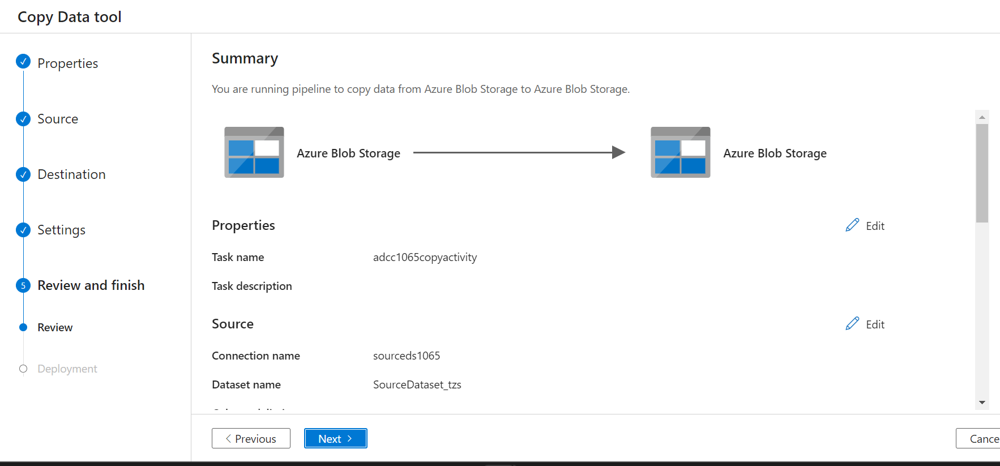 Copy Data tool
Properties
Source
Destination
Settings
5 Review and finish
Review
Deployment
Summary
You are running pipeline to copy data from Azure Blob Storage to Azure Blob Storage.
Azure Blob Storage
Azure Blob Storage
Properties
Edit
Task name adcc1065copyactivity
Task description
Source
Edit
Connection name sourceds1065
Dataset name SourceDataset_tzs
Previous
Next
Cance